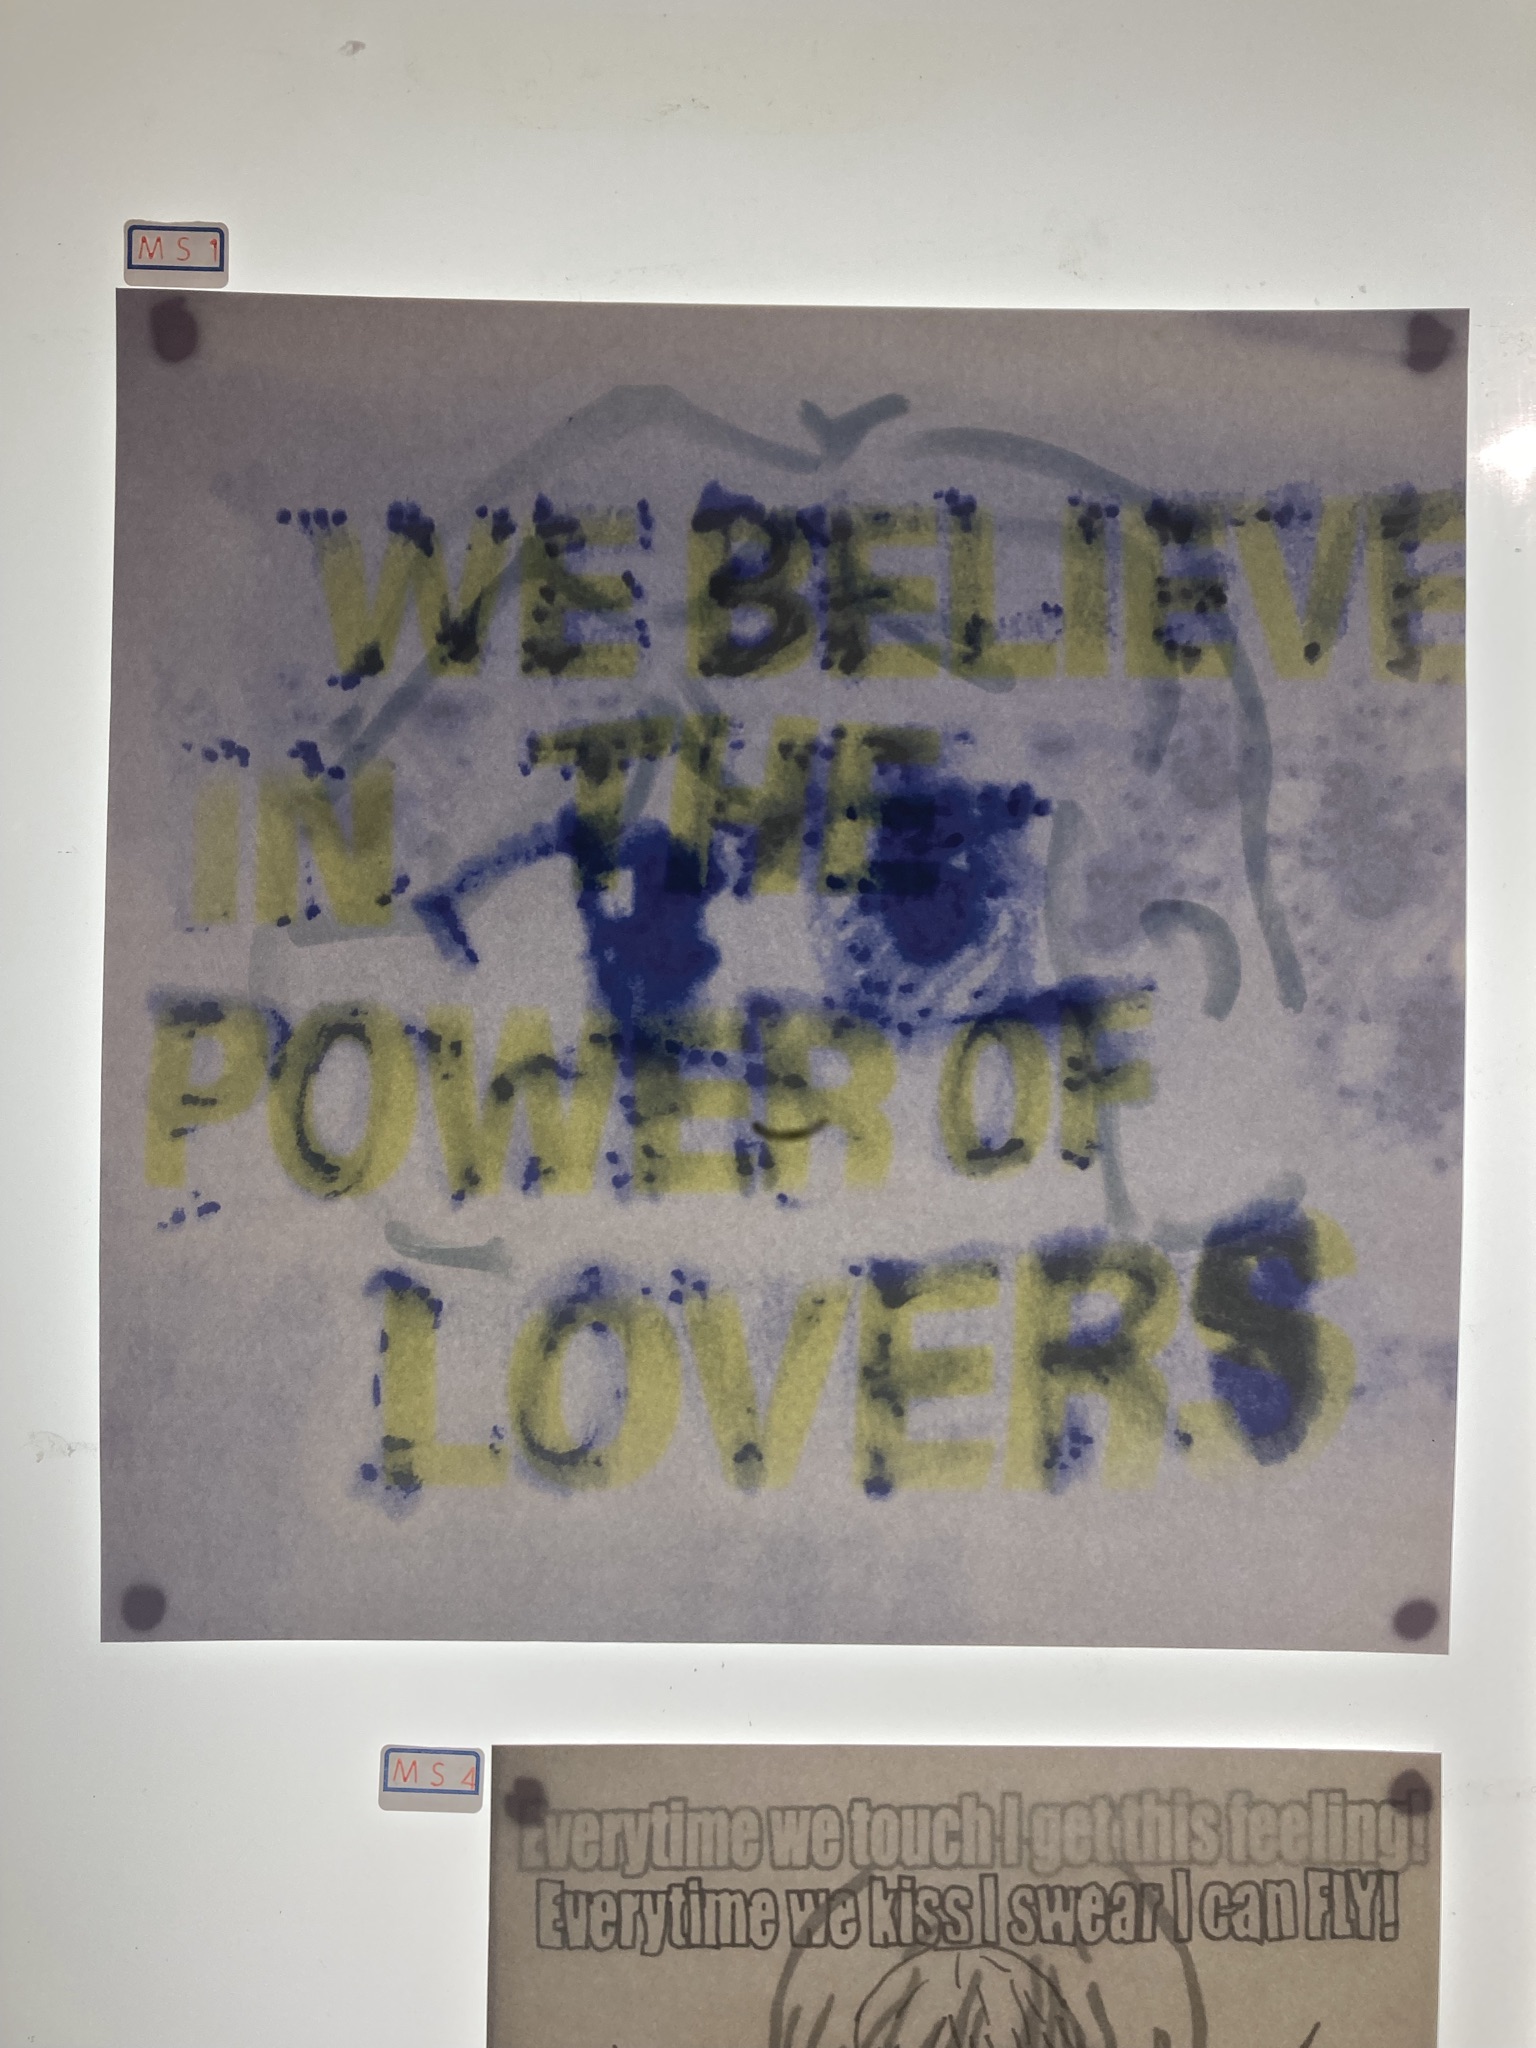 MS1
WE BELIEVE
IN THE
POWER OF
LOVERS
MS4
Everytime we touch I get this feeling!
Everytime we kiss I swear I can FLY!